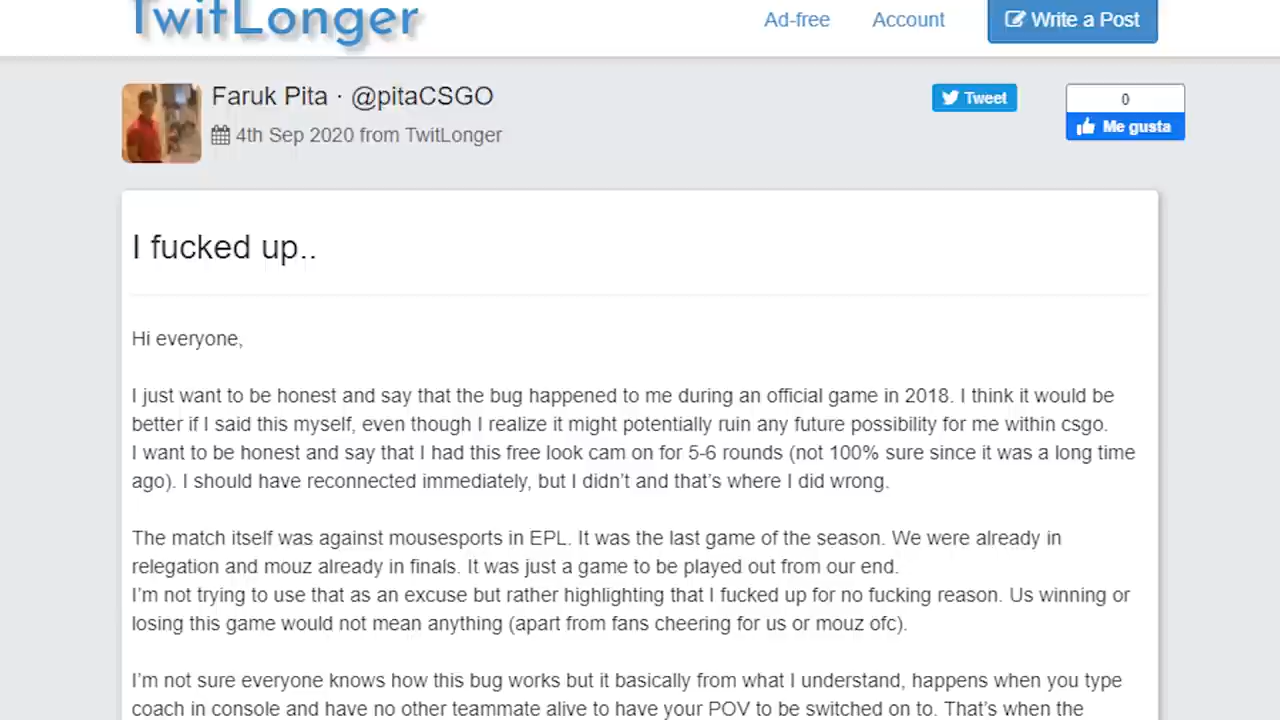 TwitLonger
Ad-free
Account
Write a Post
Faruk Pita · @pitaCSGO
4th Sep 2020 from TwitLonger
Tweet
0
Me gusta
I fucked up..
Hi everyone,
I just want to be honest and say that the bug happened to me during an official game in 2018. I think it would be
better if I said this myself, even though I realize it might potentially ruin any future possibility for me within csgo.
I want to be honest and say that I had this free look cam on for 5-6 rounds (not 100% sure since it was a long time
ago). I should have reconnected immediately, but I didn't and that's where I did wrong.
The match itself was against mousesports in EPL. It was the last game of the season. We were already in
relegation and mouz already in finals. It was just a game to be played out from our end.
I'm not trying to use that as an excuse but rather highlighting that I fucked up for no fucking reason. Us winning or
losing this game would not mean anything (apart from fans cheering for us or mouz ofc).
I'm not sure everyone knows how this bug works but it basically from what I understand, happens when you type
coach in console and have no other teammate alive to have your POV to be switched on to. That's when the